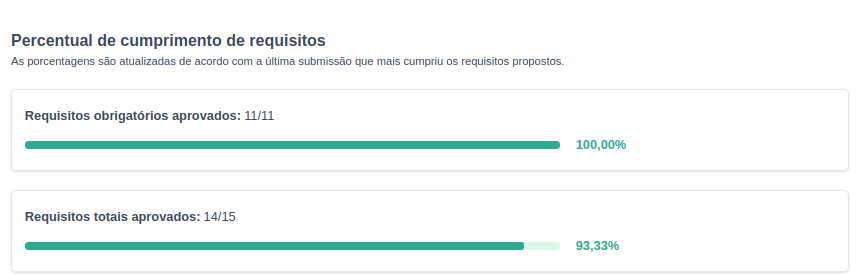 Percentual de cumprimento de requisitos
As porcentagens são atualizadas de acordo com a última submissão que mais cumpriu os requisitos propostos.
Requisitos obrigatórios aprovados: 11/11
100,00%
Requisitos totais aprovados: 14/15
93,33%